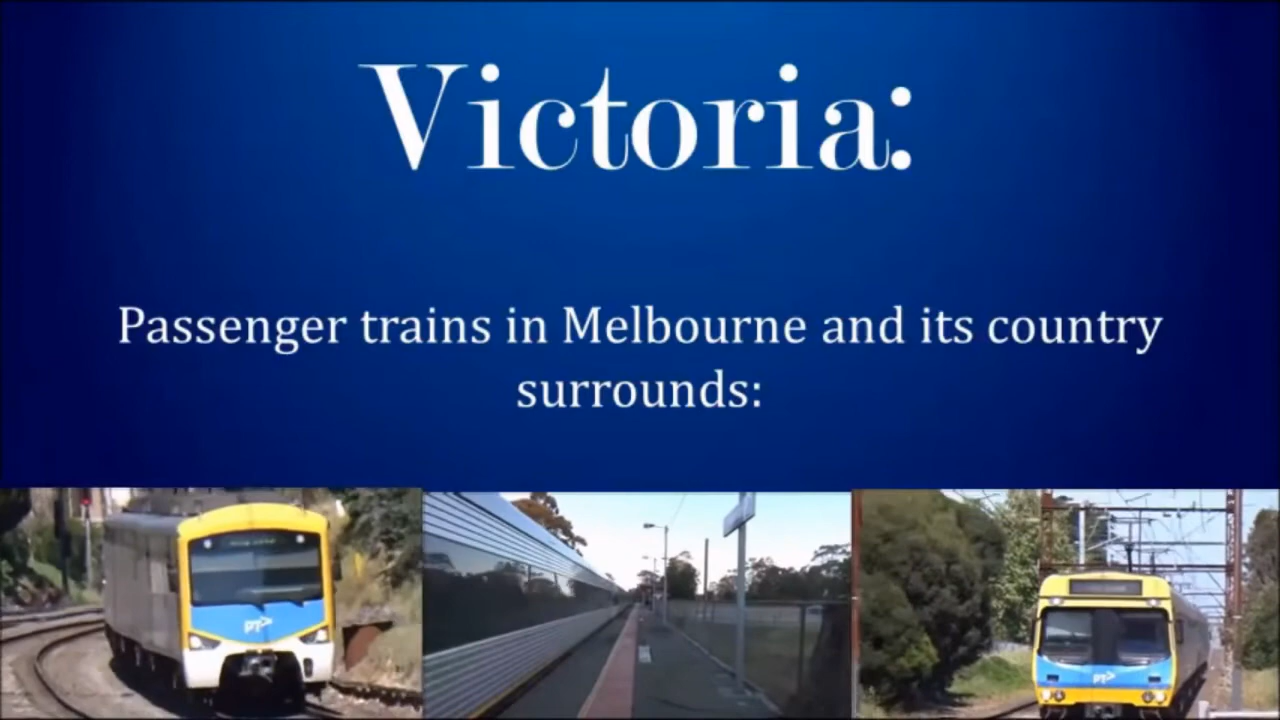 Victoria:
Passenger trains in Melbourne and its country
surrounds:
PTV
PTV